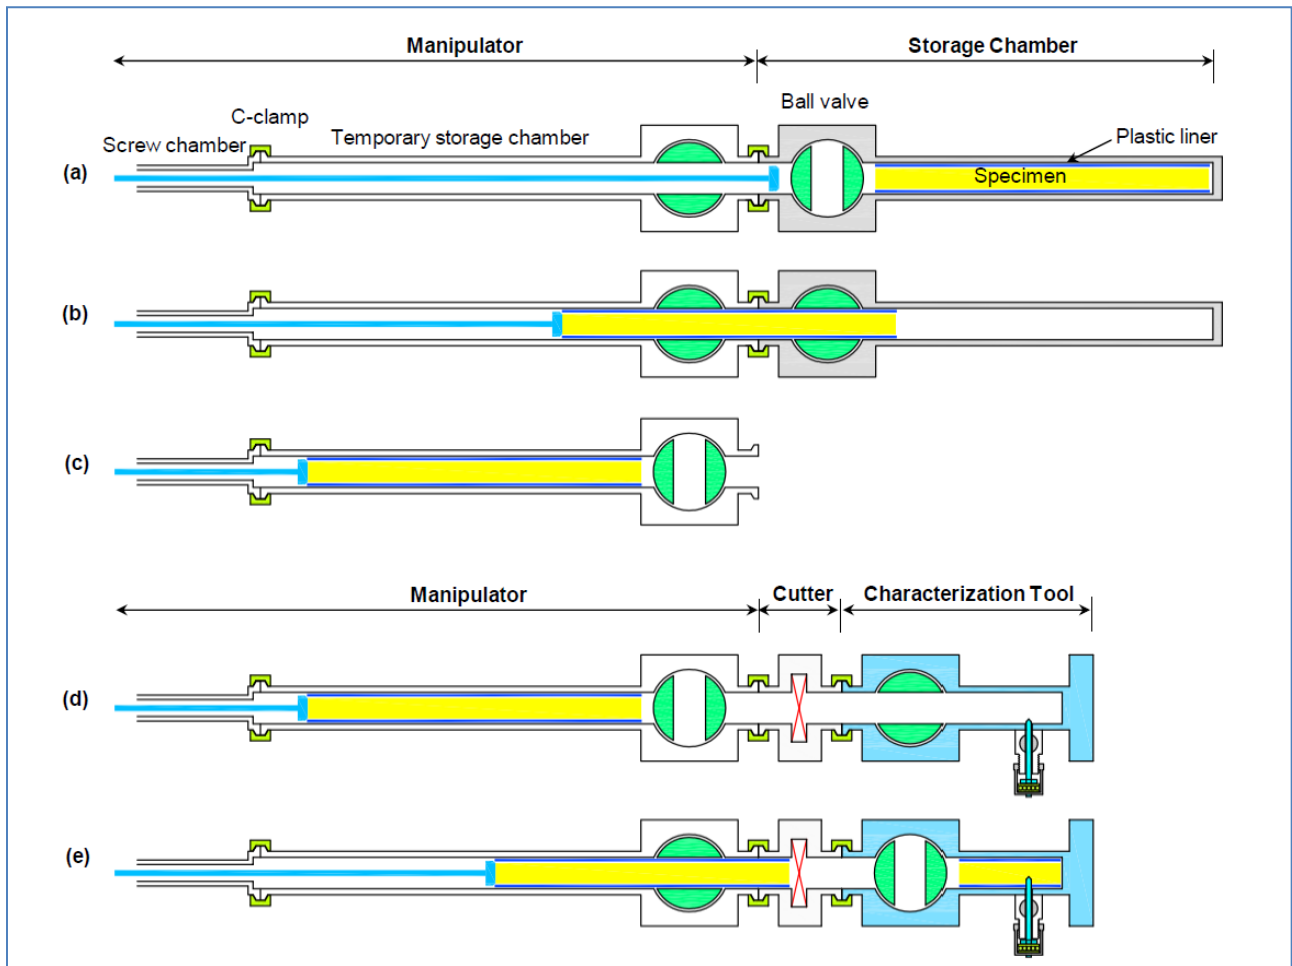 Manipulator
Storage Chamber
Ball valve
C-clamp
Temporary storage chamber
Plastic liner
Screw chamber
(a)
Specimen
(b)
(c)
Manipulator
Cutter
Characterization Tool
(d)
(e)